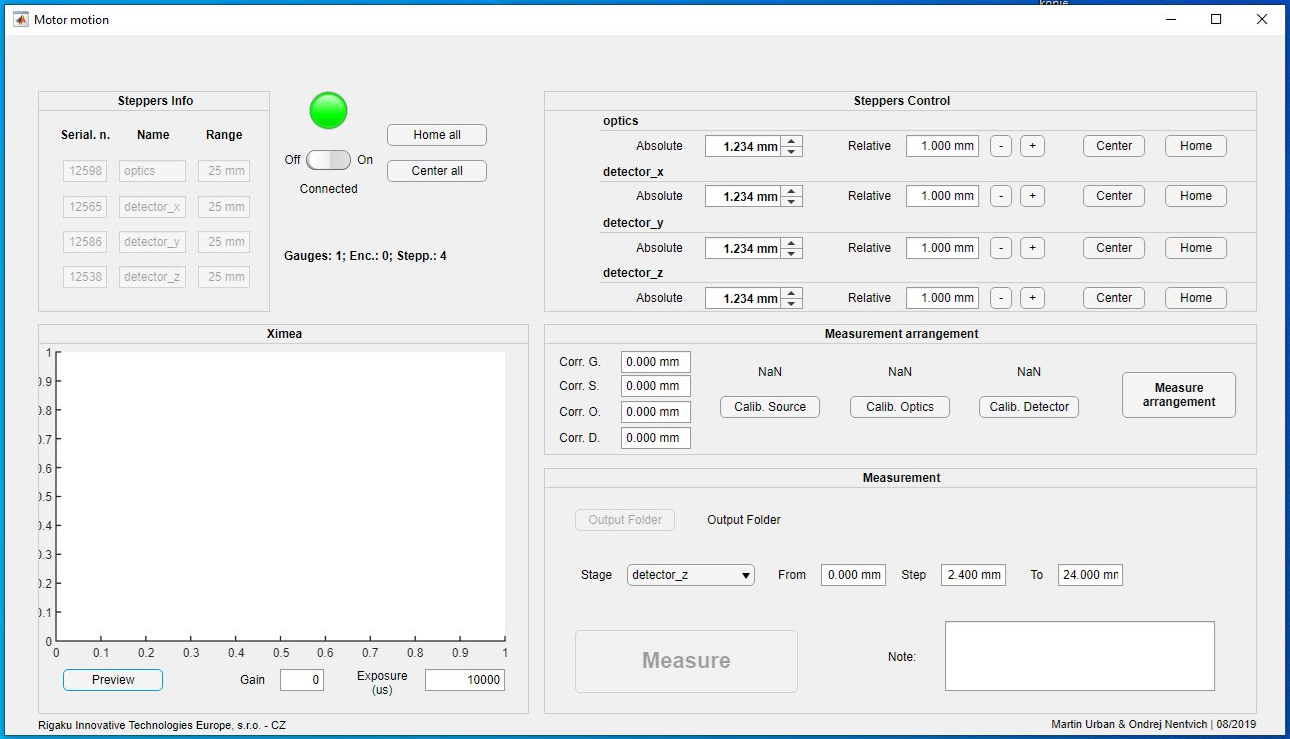 kopie
Motor motion
Steppers Info
Serial. n. Name Range
12598 optics 25 mm
12565 detector_x 25 mm
12586 detector_y 25 mm
12538 detector_z 25 mm
Off On
Connected
Home all
Center all
Gauges: 1; Enc.: 0; Stepp.: 4
Steppers Control
optics
Absolute 1.234 mm Relative 1.000 mm - + Center Home
detector_x
Absolute 1.234 mm Relative 1.000 mm - + Center Home
detector_y
Absolute 1.234 mm Relative 1.000 mm - + Center Home
detector_z
Absolute 1.234 mm Relative 1.000 mm - + Center Home
Ximea
1
0.9
0.8
0.7
0.6
0.5
0.4
0.3
0.2
0.1
0
0 0.1 0.2 0.3 0.4 0.5 0.6 0.7 0.8 0.9 1
Preview Gain 0 Exposure
(us) 10000
Measurement arrangement
Corr. G. 0.000 mm
Corr. S. 0.000 mm
Corr. O. 0.000 mm
Corr. D. 0.000 mm
NaN NaN NaN
Calib. Source Calib. Optics Calib. Detector
Measure
arrangement
Measurement
Output Folder Output Folder
Stage detector_z From 0.000 mm Step 2.400 mm To 24.000 mm
Measure Note:
Rigaku Innovative Technologies Europe, s.r.o. - CZ
Martin Urban & Ondrej Nentvich | 08/2019